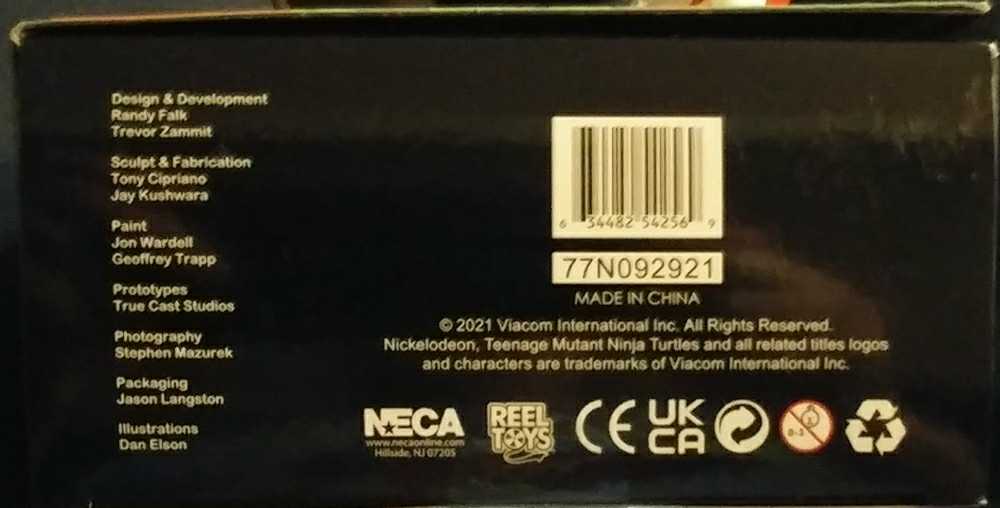 Design & Development
Randy Falk
Trevor Zammit
Sculpt & Fabrication
Tony Cipriano
Jay Kushwara
Paint
Jon Wardell
Geoffrey Trapp
Prototypes
True Cast Studios
Photography
Stephen Mazurek
Packaging
Jason Langston
Illustrations
Dan Elson
6 34482 54256 9
77N092921
MADE IN CHINA
© 2021 Viacom International Inc. All Rights Reserved.
Nickelodeon, Teenage Mutant Ninja Turtles and all related titles logos
and characters are trademarks of Viacom International Inc.
NECA
www.necaonline.com
Hillside, NJ 07205
REEL
TOYS
CE
UK
CA
0-3